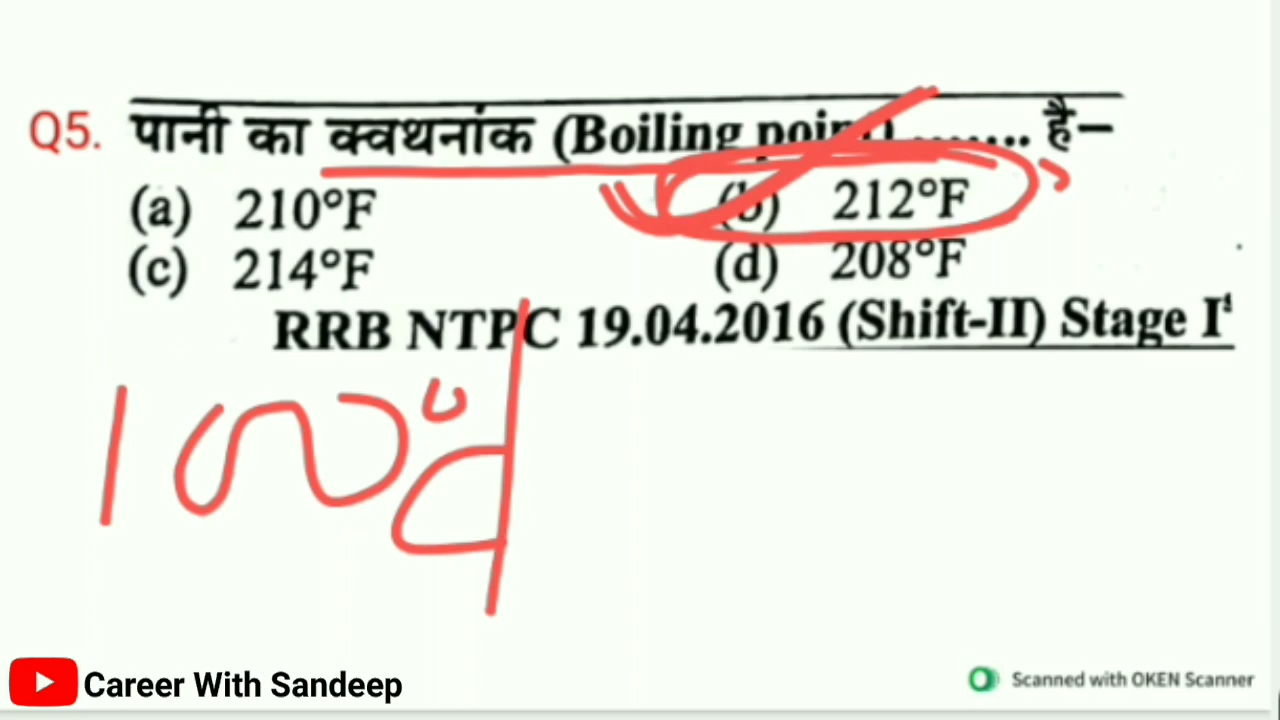 Q5. पानी का क्वथनांक (Boiling point) ....... है–
(a) 210°F (b) 212°F
(c) 214°F (d) 208°F
RRB NTPC 19.04.2016 (Shift-II) Stage I
100°C
Career With Sandeep
Scanned with OKEN Scanner